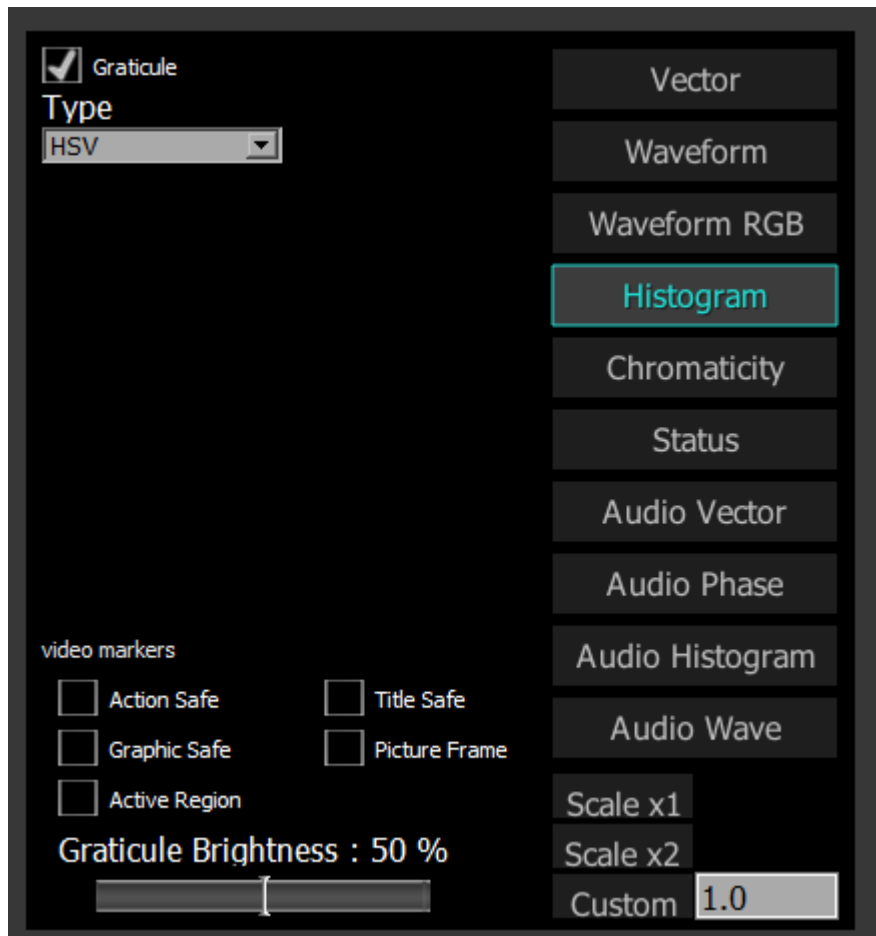 Graticule
Type
HSV
Vector
Waveform
Waveform RGB
Histogram
Chromaticity
Status
Audio Vector
Audio Phase
Audio Histogram
Audio Wave
video markers
Action Safe
Title Safe
Graphic Safe
Picture Frame
Active Region
Graticule Brightness : 50 %
Scale x1
Scale x2
Custom 1.0